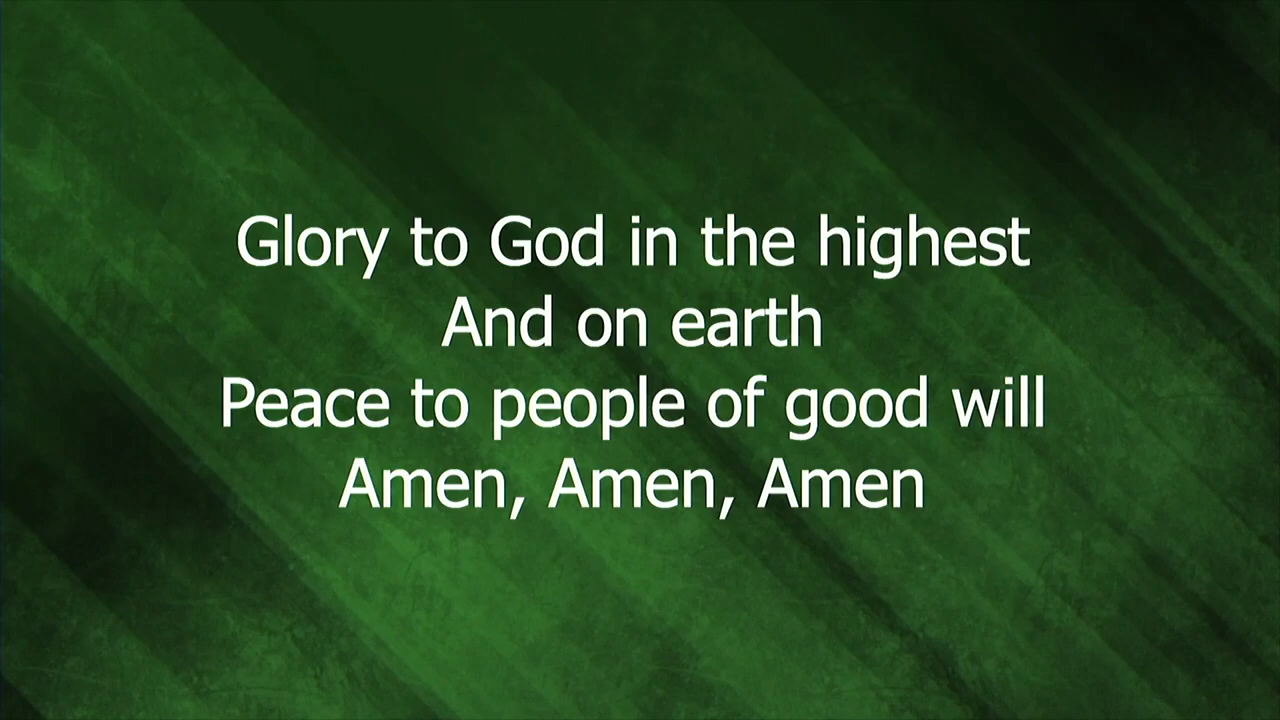 Glory to God in the highest
And on earth
Peace to people of good will
Amen, Amen, Amen